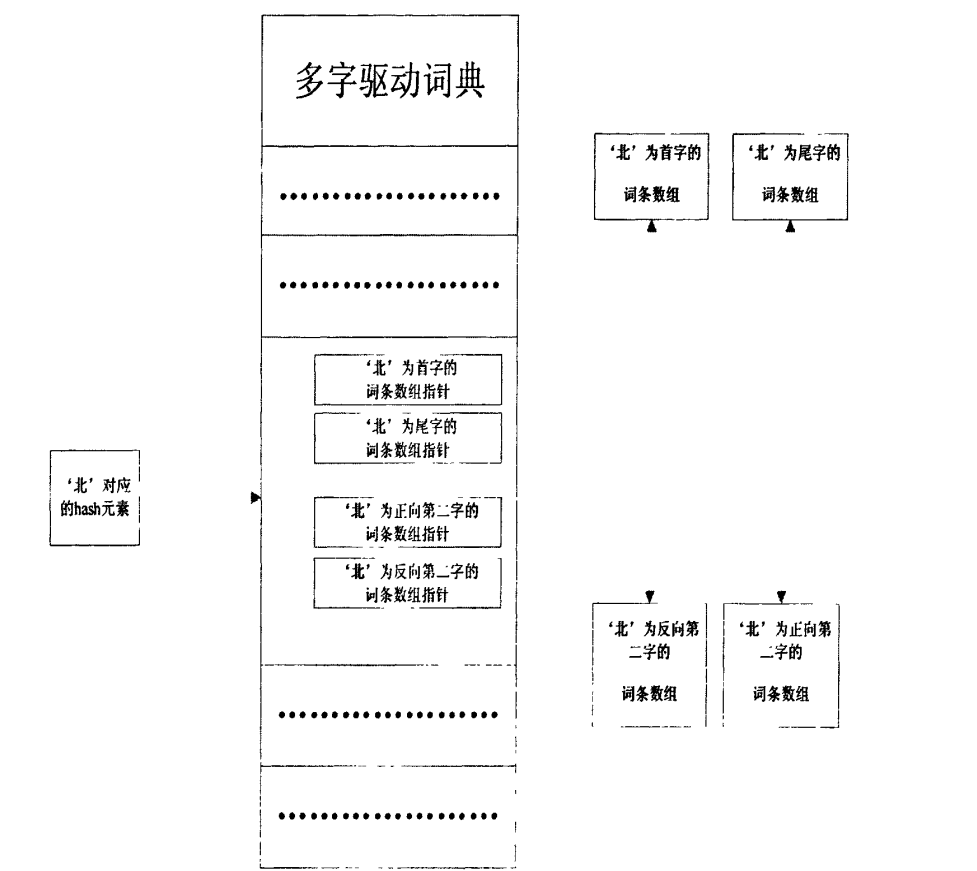 多字驱动词典
'北' 为首字的
词条数组
'北' 为尾字的
词条数组
'北' 为首字的
词条数组指针
'北' 为尾字的
词条数组指针
'北' 对应
的hash元素
'北' 为正向第二字的
词条数组指针
'北' 为反向第二字的
词条数组指针
'北' 为反向第
二字的
词条数组
'北' 为正向第
二字的
词条数组